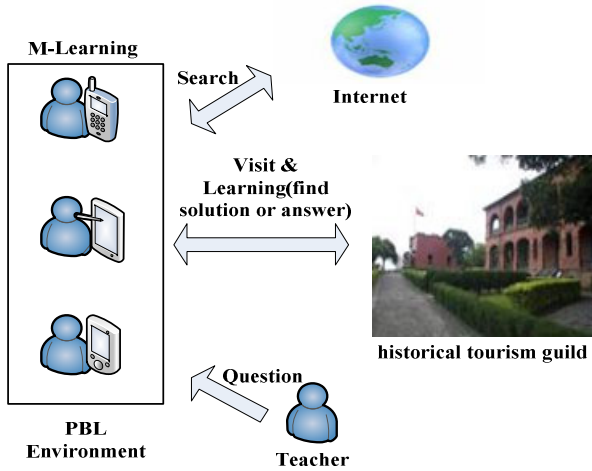 M-Learning
Search
Internet
Visit &
Learning(find
solution or answer)
historical tourism guild
Question
PBL
Environment
Teacher